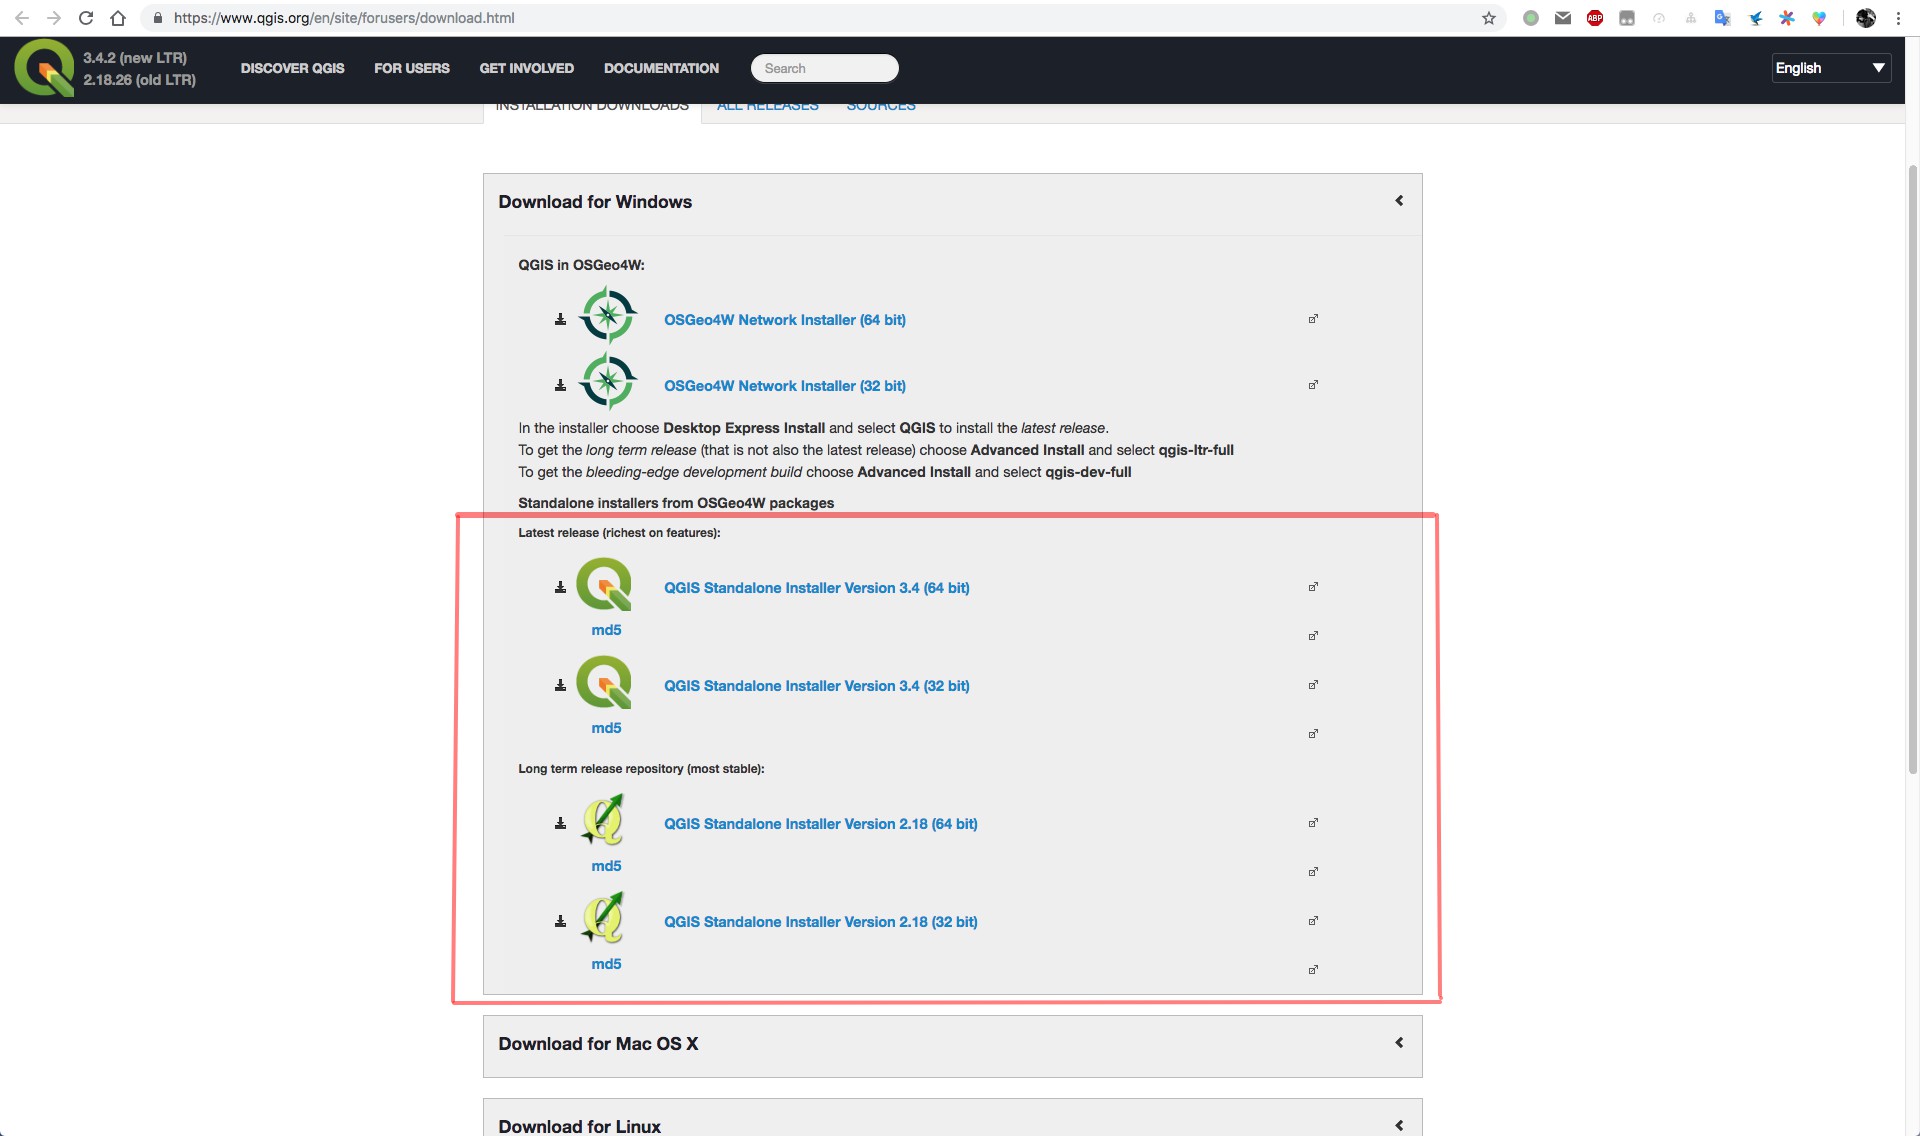 https://www.qgis.org/en/site/forusers/download.html
ABP
3.4.2 (new LTR)
2.18.26 (old LTR)
DISCOVER QGIS
FOR USERS
GET INVOLVED
DOCUMENTATION
Search
English
INSTALLATION DOWNLOADS
ALL RELEASES
SOURCES
Download for Windows
QGIS in OSGeo4W:
OSGeo4W Network Installer (64 bit)
OSGeo4W Network Installer (32 bit)
In the installer choose Desktop Express Install and select QGIS to install the latest release.
To get the long term release (that is not also the latest release) choose Advanced Install and select qgis-ltr-full
To get the bleeding-edge development build choose Advanced Install and select qgis-dev-full
Standalone installers from OSGeo4W packages
Latest release (richest on features):
QGIS Standalone Installer Version 3.4 (64 bit)
md5
QGIS Standalone Installer Version 3.4 (32 bit)
md5
Long term release repository (most stable):
QGIS Standalone Installer Version 2.18 (64 bit)
md5
QGIS Standalone Installer Version 2.18 (32 bit)
md5
Download for Mac OS X
Download for Linux